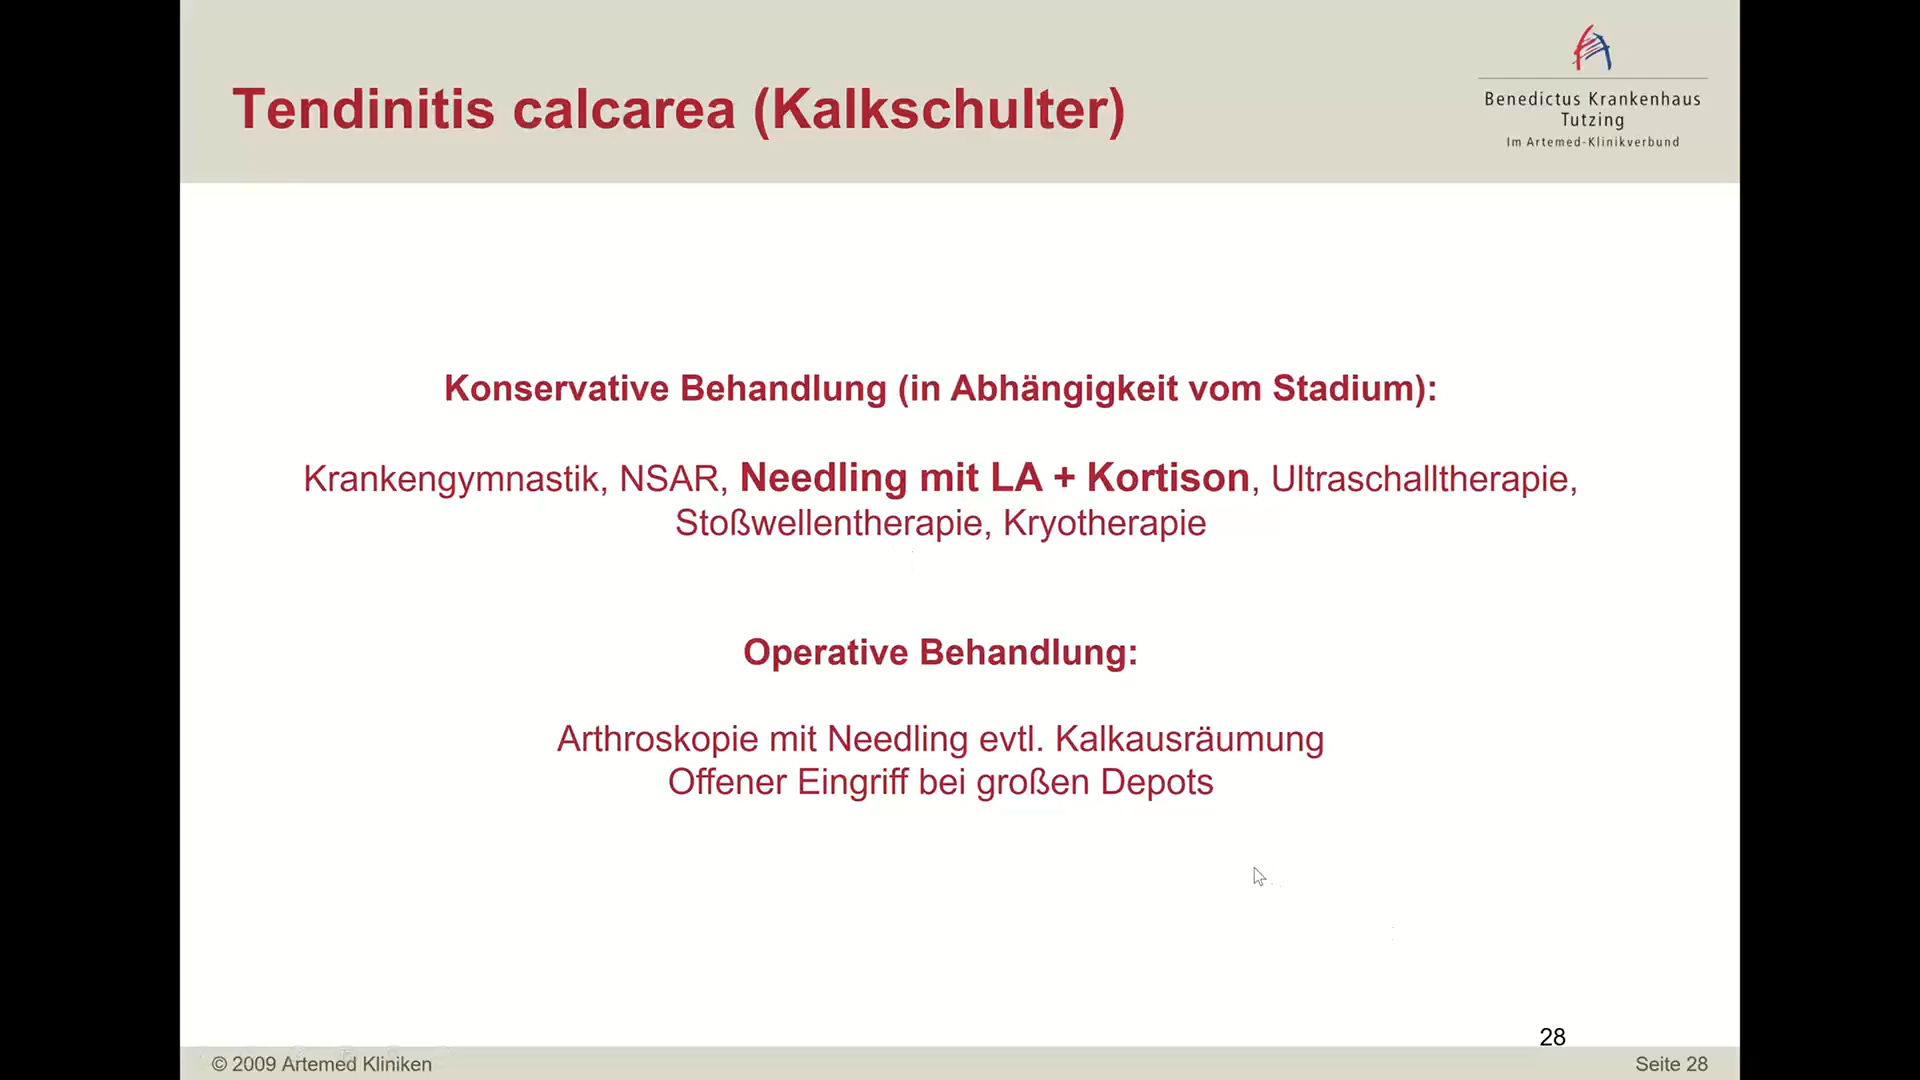 Tendinitis calcarea (Kalkschulter)
Benedictus Krankenhaus
Tutzing
Im Artemed-Klinikverbund
Konservative Behandlung (in Abhängigkeit vom Stadium):
Krankengymnastik, NSAR, Needling mit LA + Kortison, Ultraschalltherapie,
Stoßwellentherapie, Kryotherapie
Operative Behandlung:
Arthroskopie mit Needling evtl. Kalkausräumung
Offener Eingriff bei großen Depots
28
© 2009 Artemed Kliniken
Seite 28